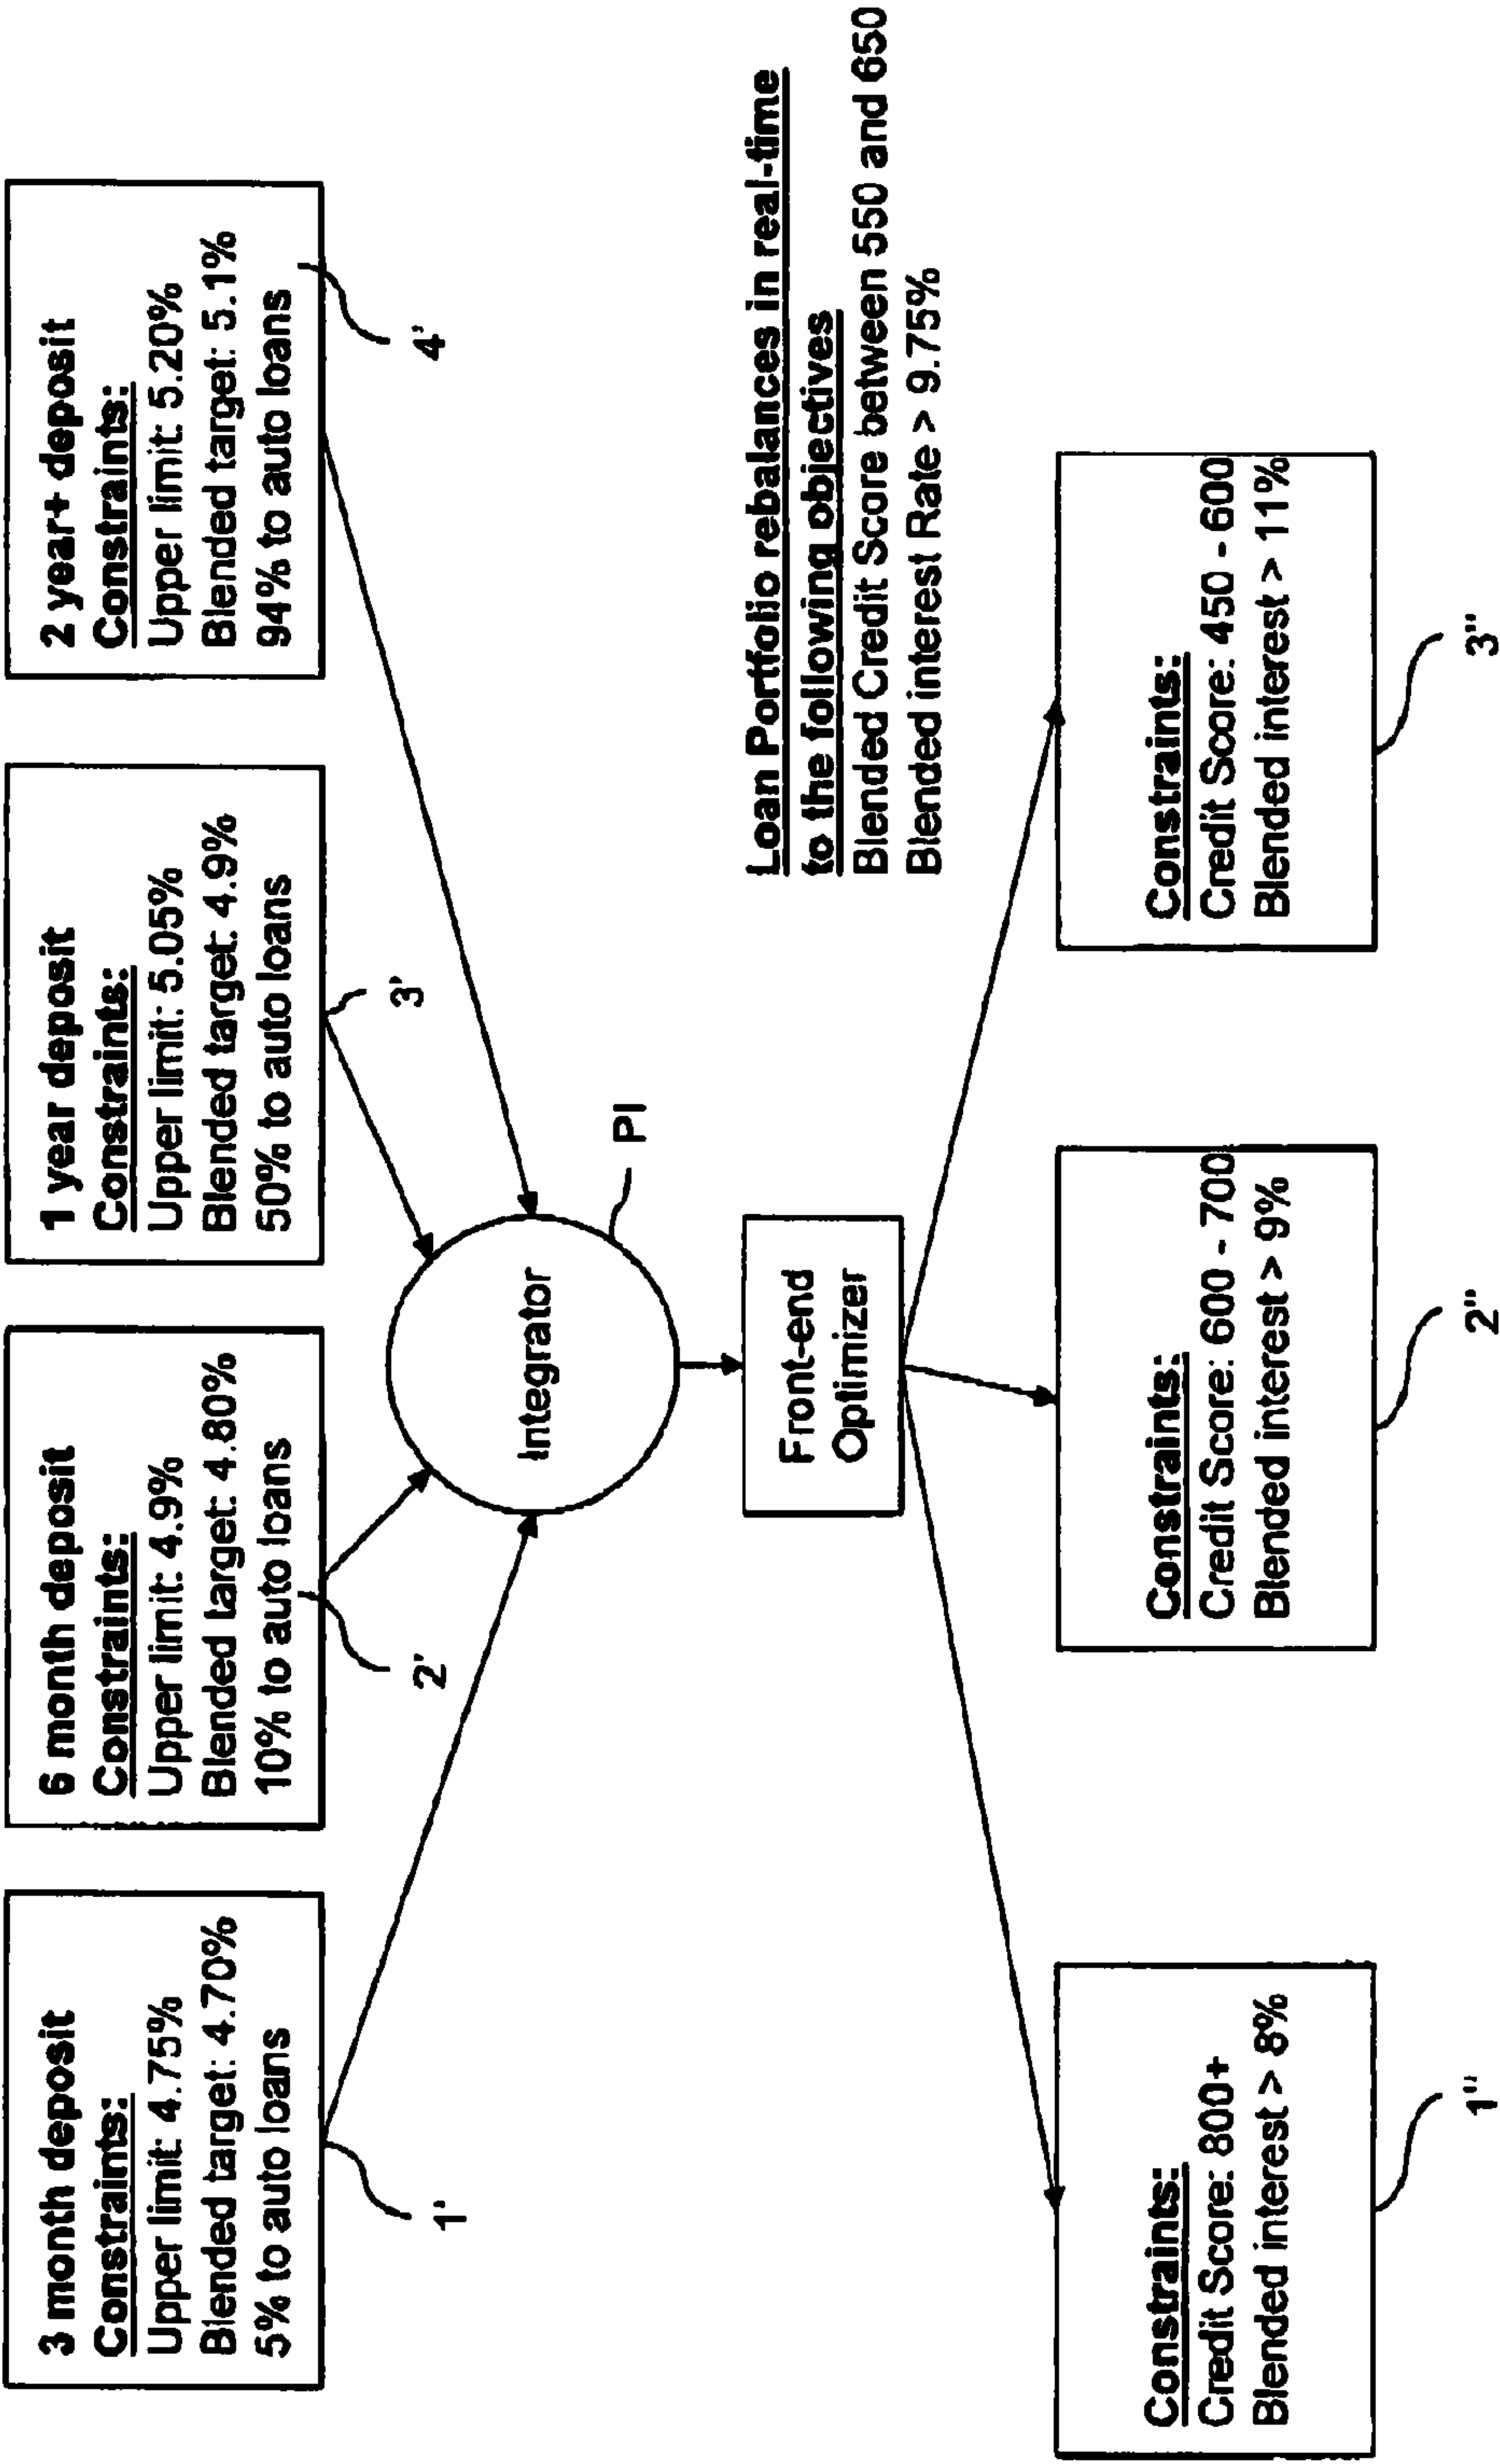 3 month deposit
Constraints:
Upper limit: 4.75%
Blended target: 4.70%
5% to auto loans
1'
6 month deposit
Constraints:
Upper limit: 4.9%
Blended target: 4.80%
10% to auto loans
2'
1 year deposit
Constraints:
Upper limit: 5.05%
Blended target: 4.9%
50% to auto loans
3'
2 year+ deposit
Constraints:
Upper limit: 5.20%
Blended target: 5.1%
94% to auto loans
4'
Integrator
PI
Front-end
Optimizer
Loan Portfolio rebalances in real-time
to the following objectives
Blended Credit Score between 550 and 650
Blended interest Rate > 9.75%
Constraints:
Credit Score: 800+
Blended interest > 8%
1"
Constraints:
Credit Score: 600 - 700
Blended interest > 9%
2"
Constraints:
Credit Score: 450 - 600
Blended interest > 11%
3"